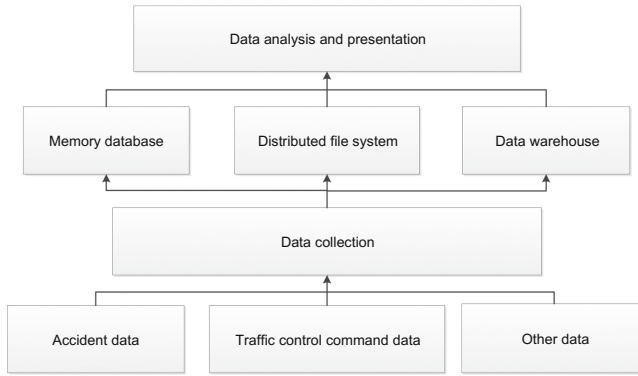 Data analysis and presentation
Memory database
Distributed file system
Data warehouse
Data collection
Accident data
Traffic control command data
Other data